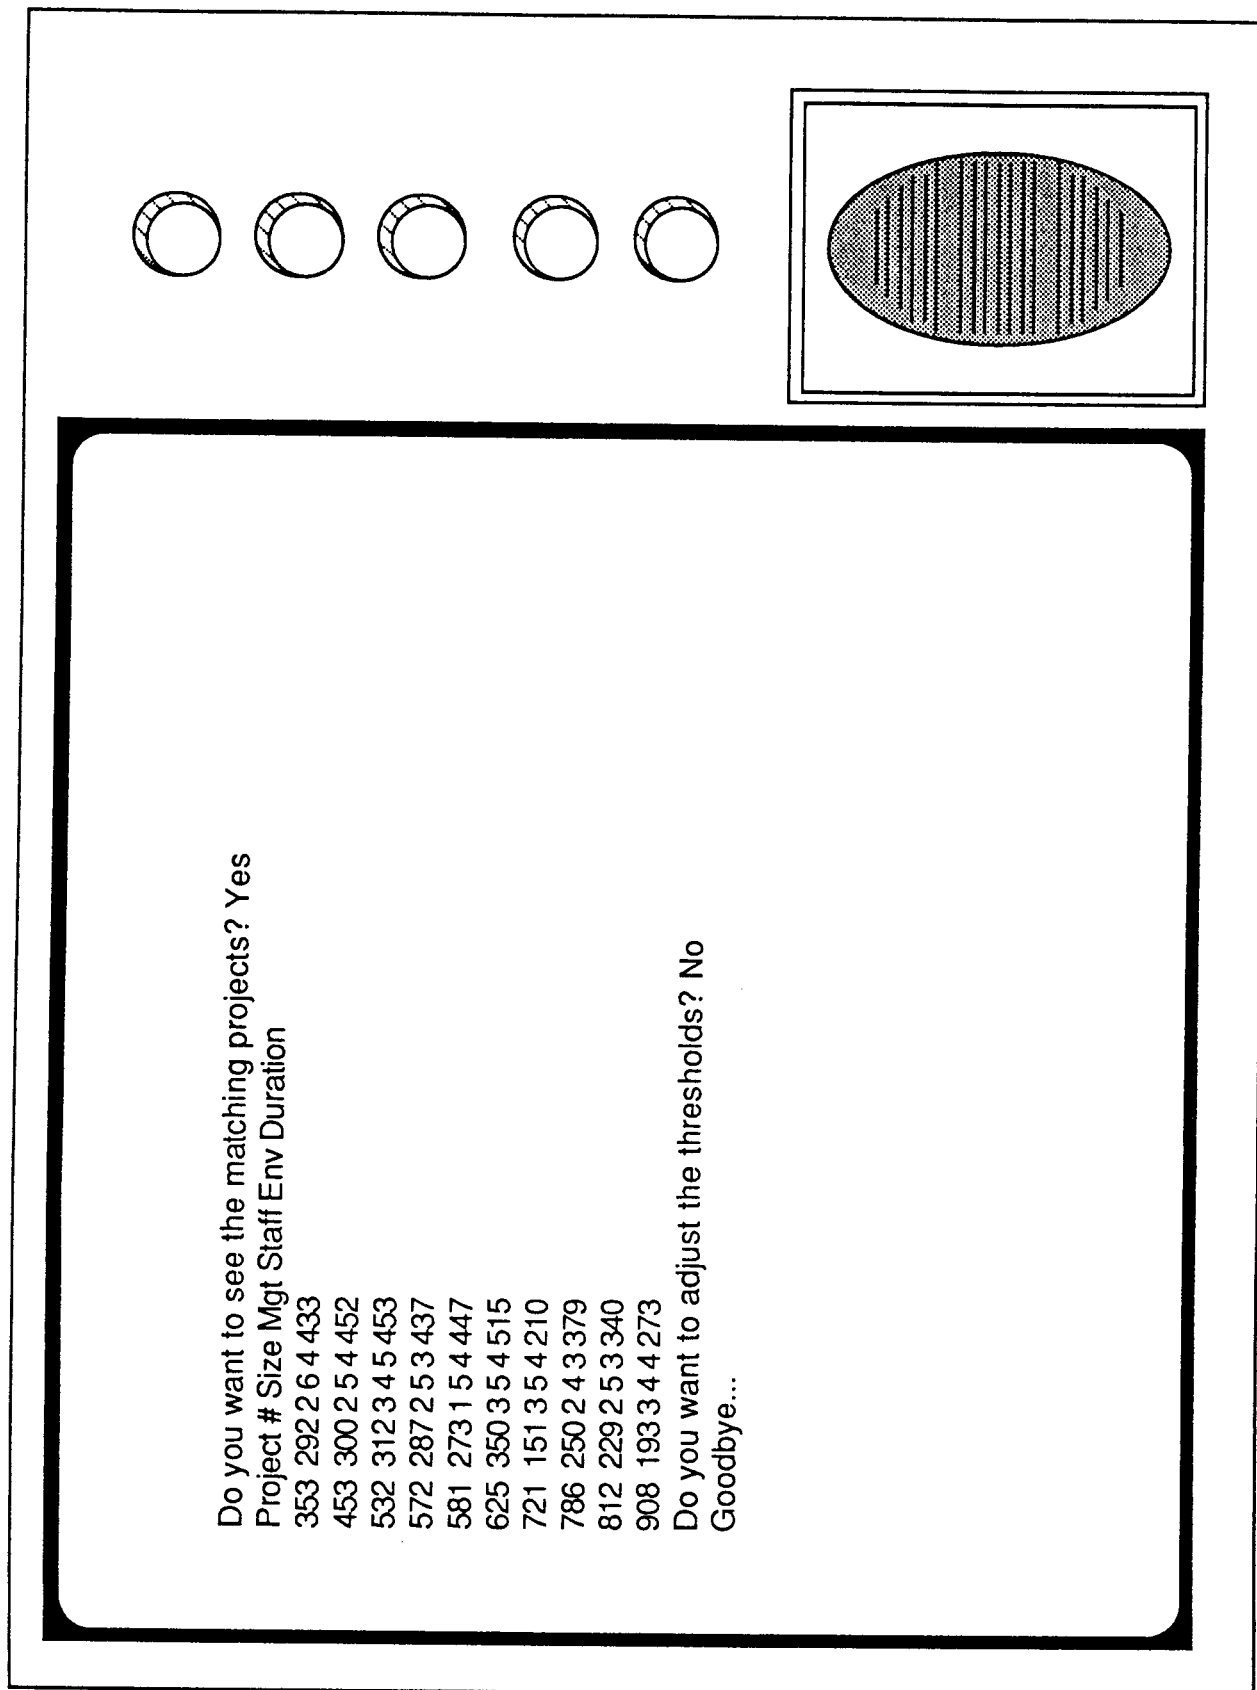 Do you want to see the matching projects? Yes
Project # Size Mgt Staff Env Duration
353 292 2 6 4 433
453 300 2 5 4 452
532 312 3 4 5 453
572 287 2 5 3 437
581 273 1 5 4 447
625 350 3 5 4 515
721 151 3 5 4 210
786 250 2 4 3 379
812 229 2 5 3 340
908 193 3 4 4 273
Do you want to adjust the thresholds? No
Goodbye...